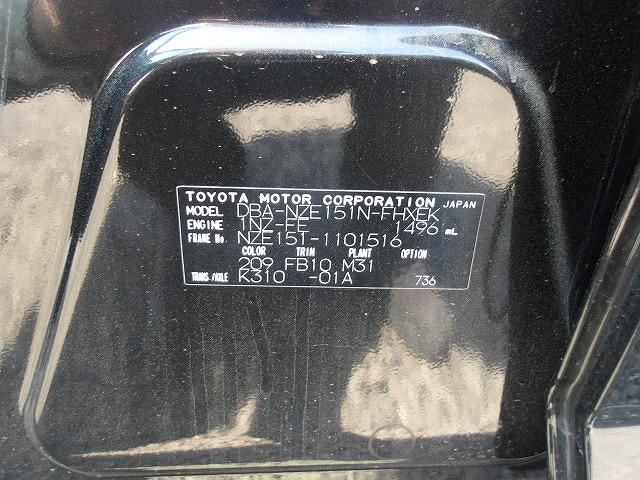 TOYOTA MOTOR CORPORATION JAPAN
MODEL DBA-NZE151N-FHXEK
ENGINE 1NZ-FE 1496 mL
FRAME No. NZE15T-1101516
COLOR TRIM PLANT OPTION
209 FB10 M31
TRANS./AXLE K310 -01A 736